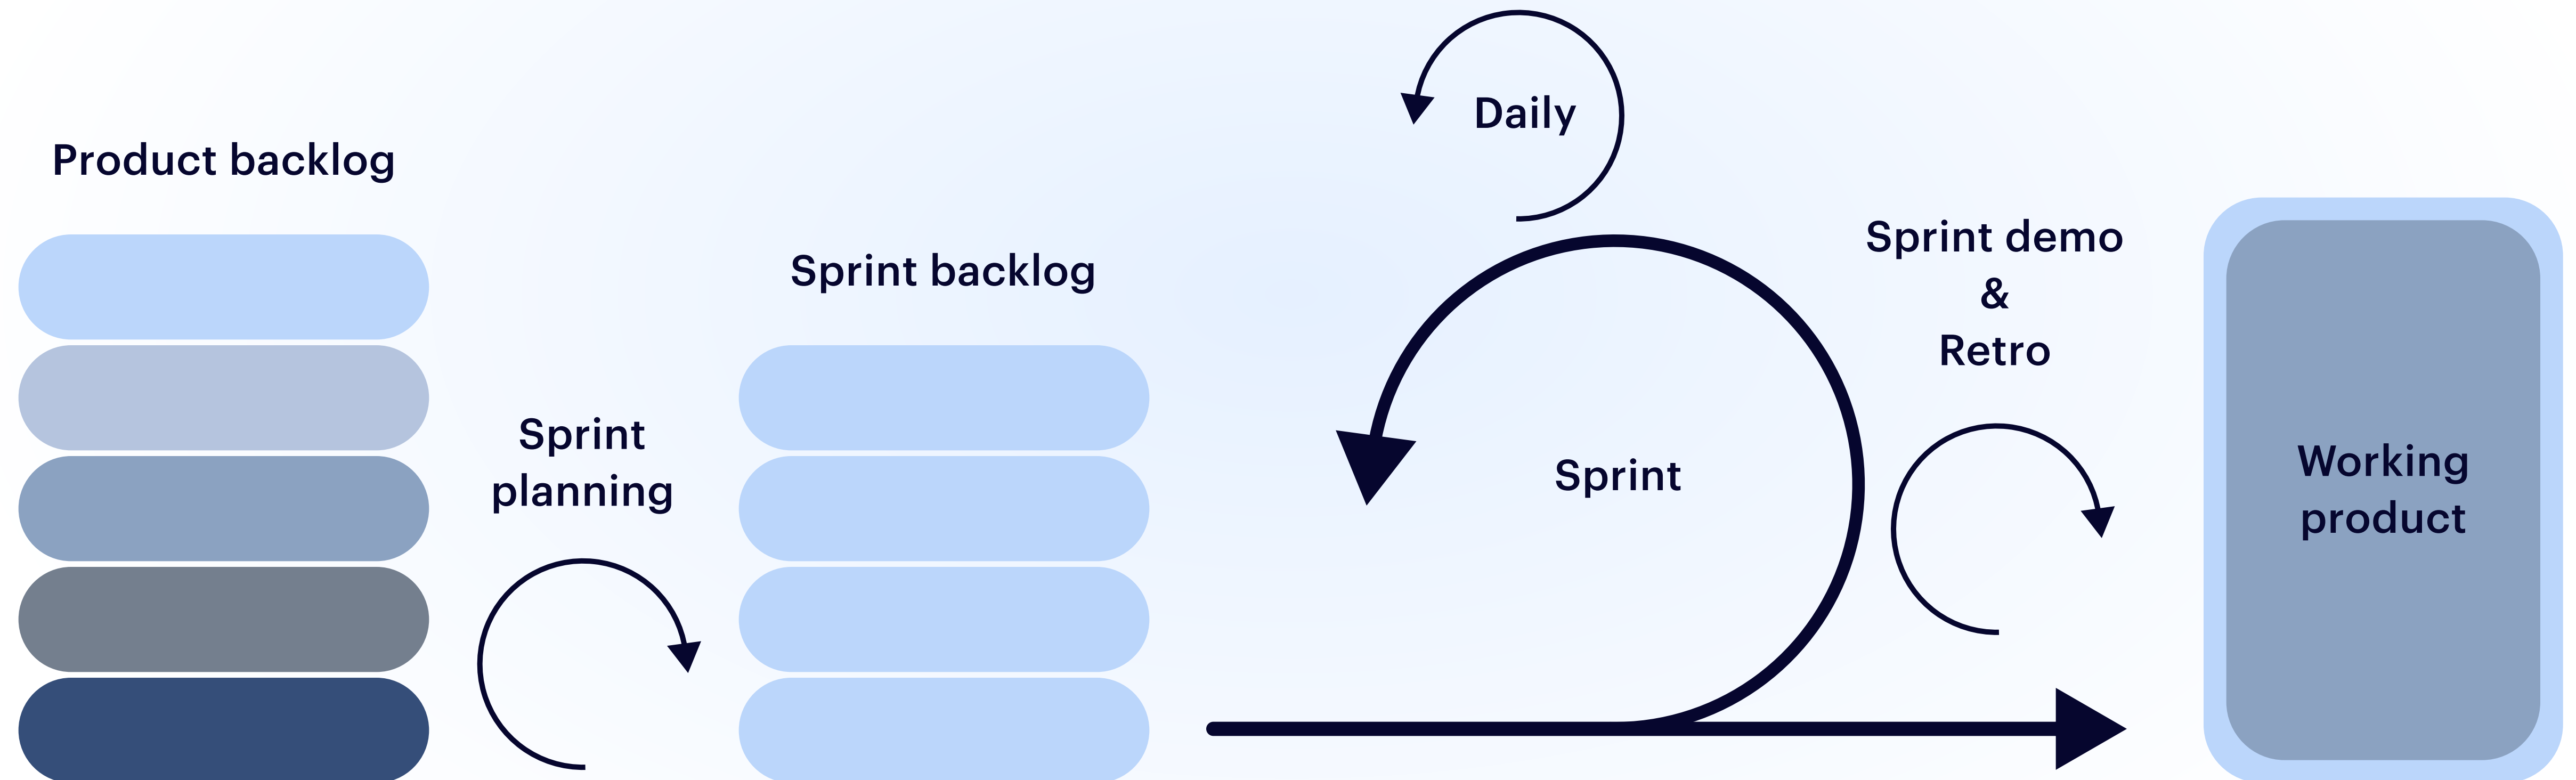 Product backlog
Sprint
planning
Sprint backlog
Daily
Sprint
Sprint demo
&
Retro
Working
product